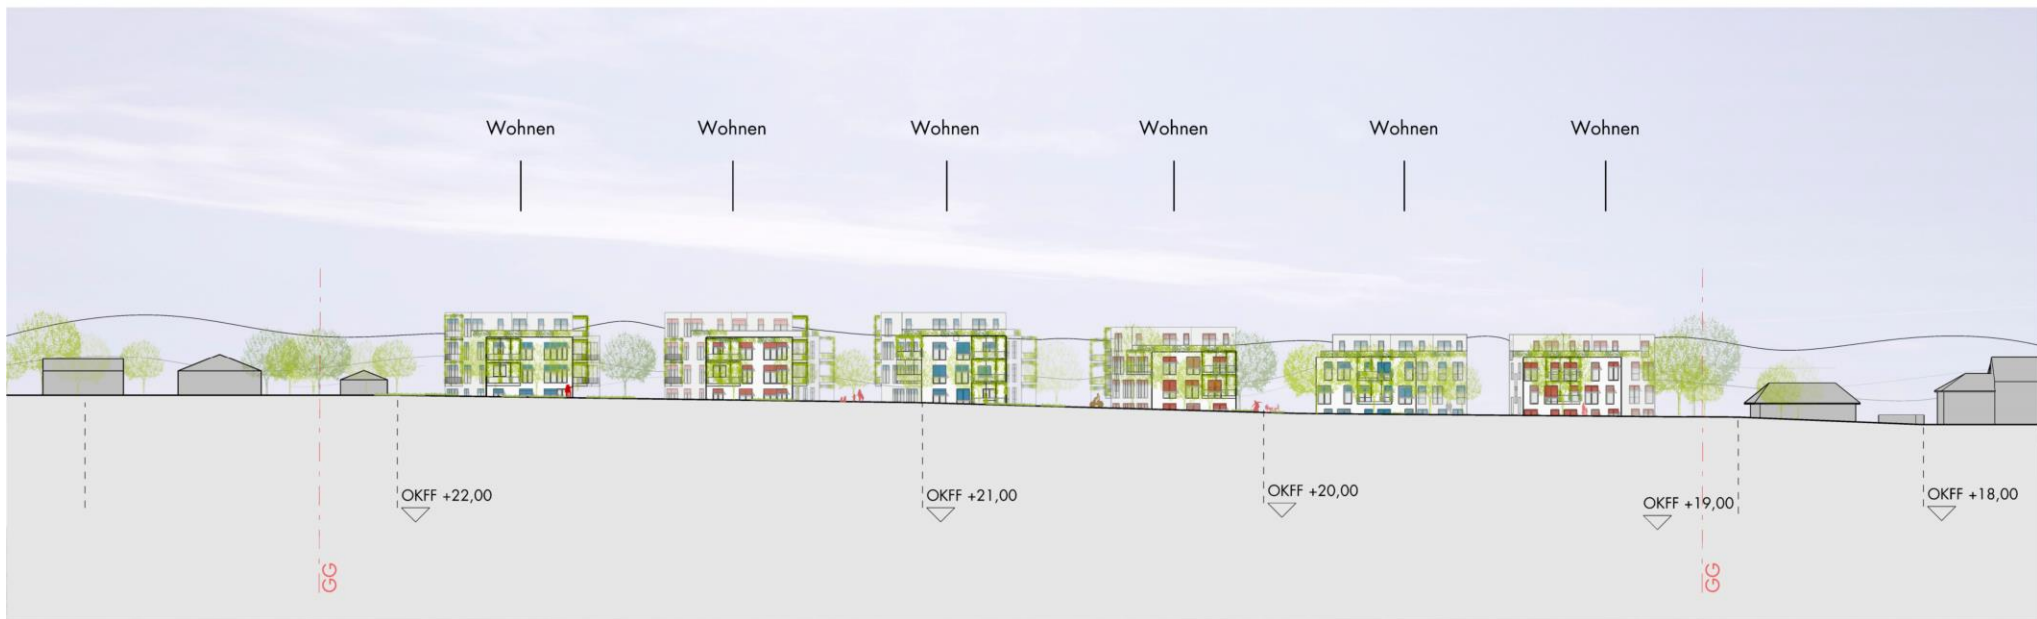 Wohnen
Wohnen
Wohnen
Wohnen
Wohnen
Wohnen
OKFF +22,00
OKFF +21,00
OKFF +20,00
OKFF +19,00
OKFF +18,00
GG
GG